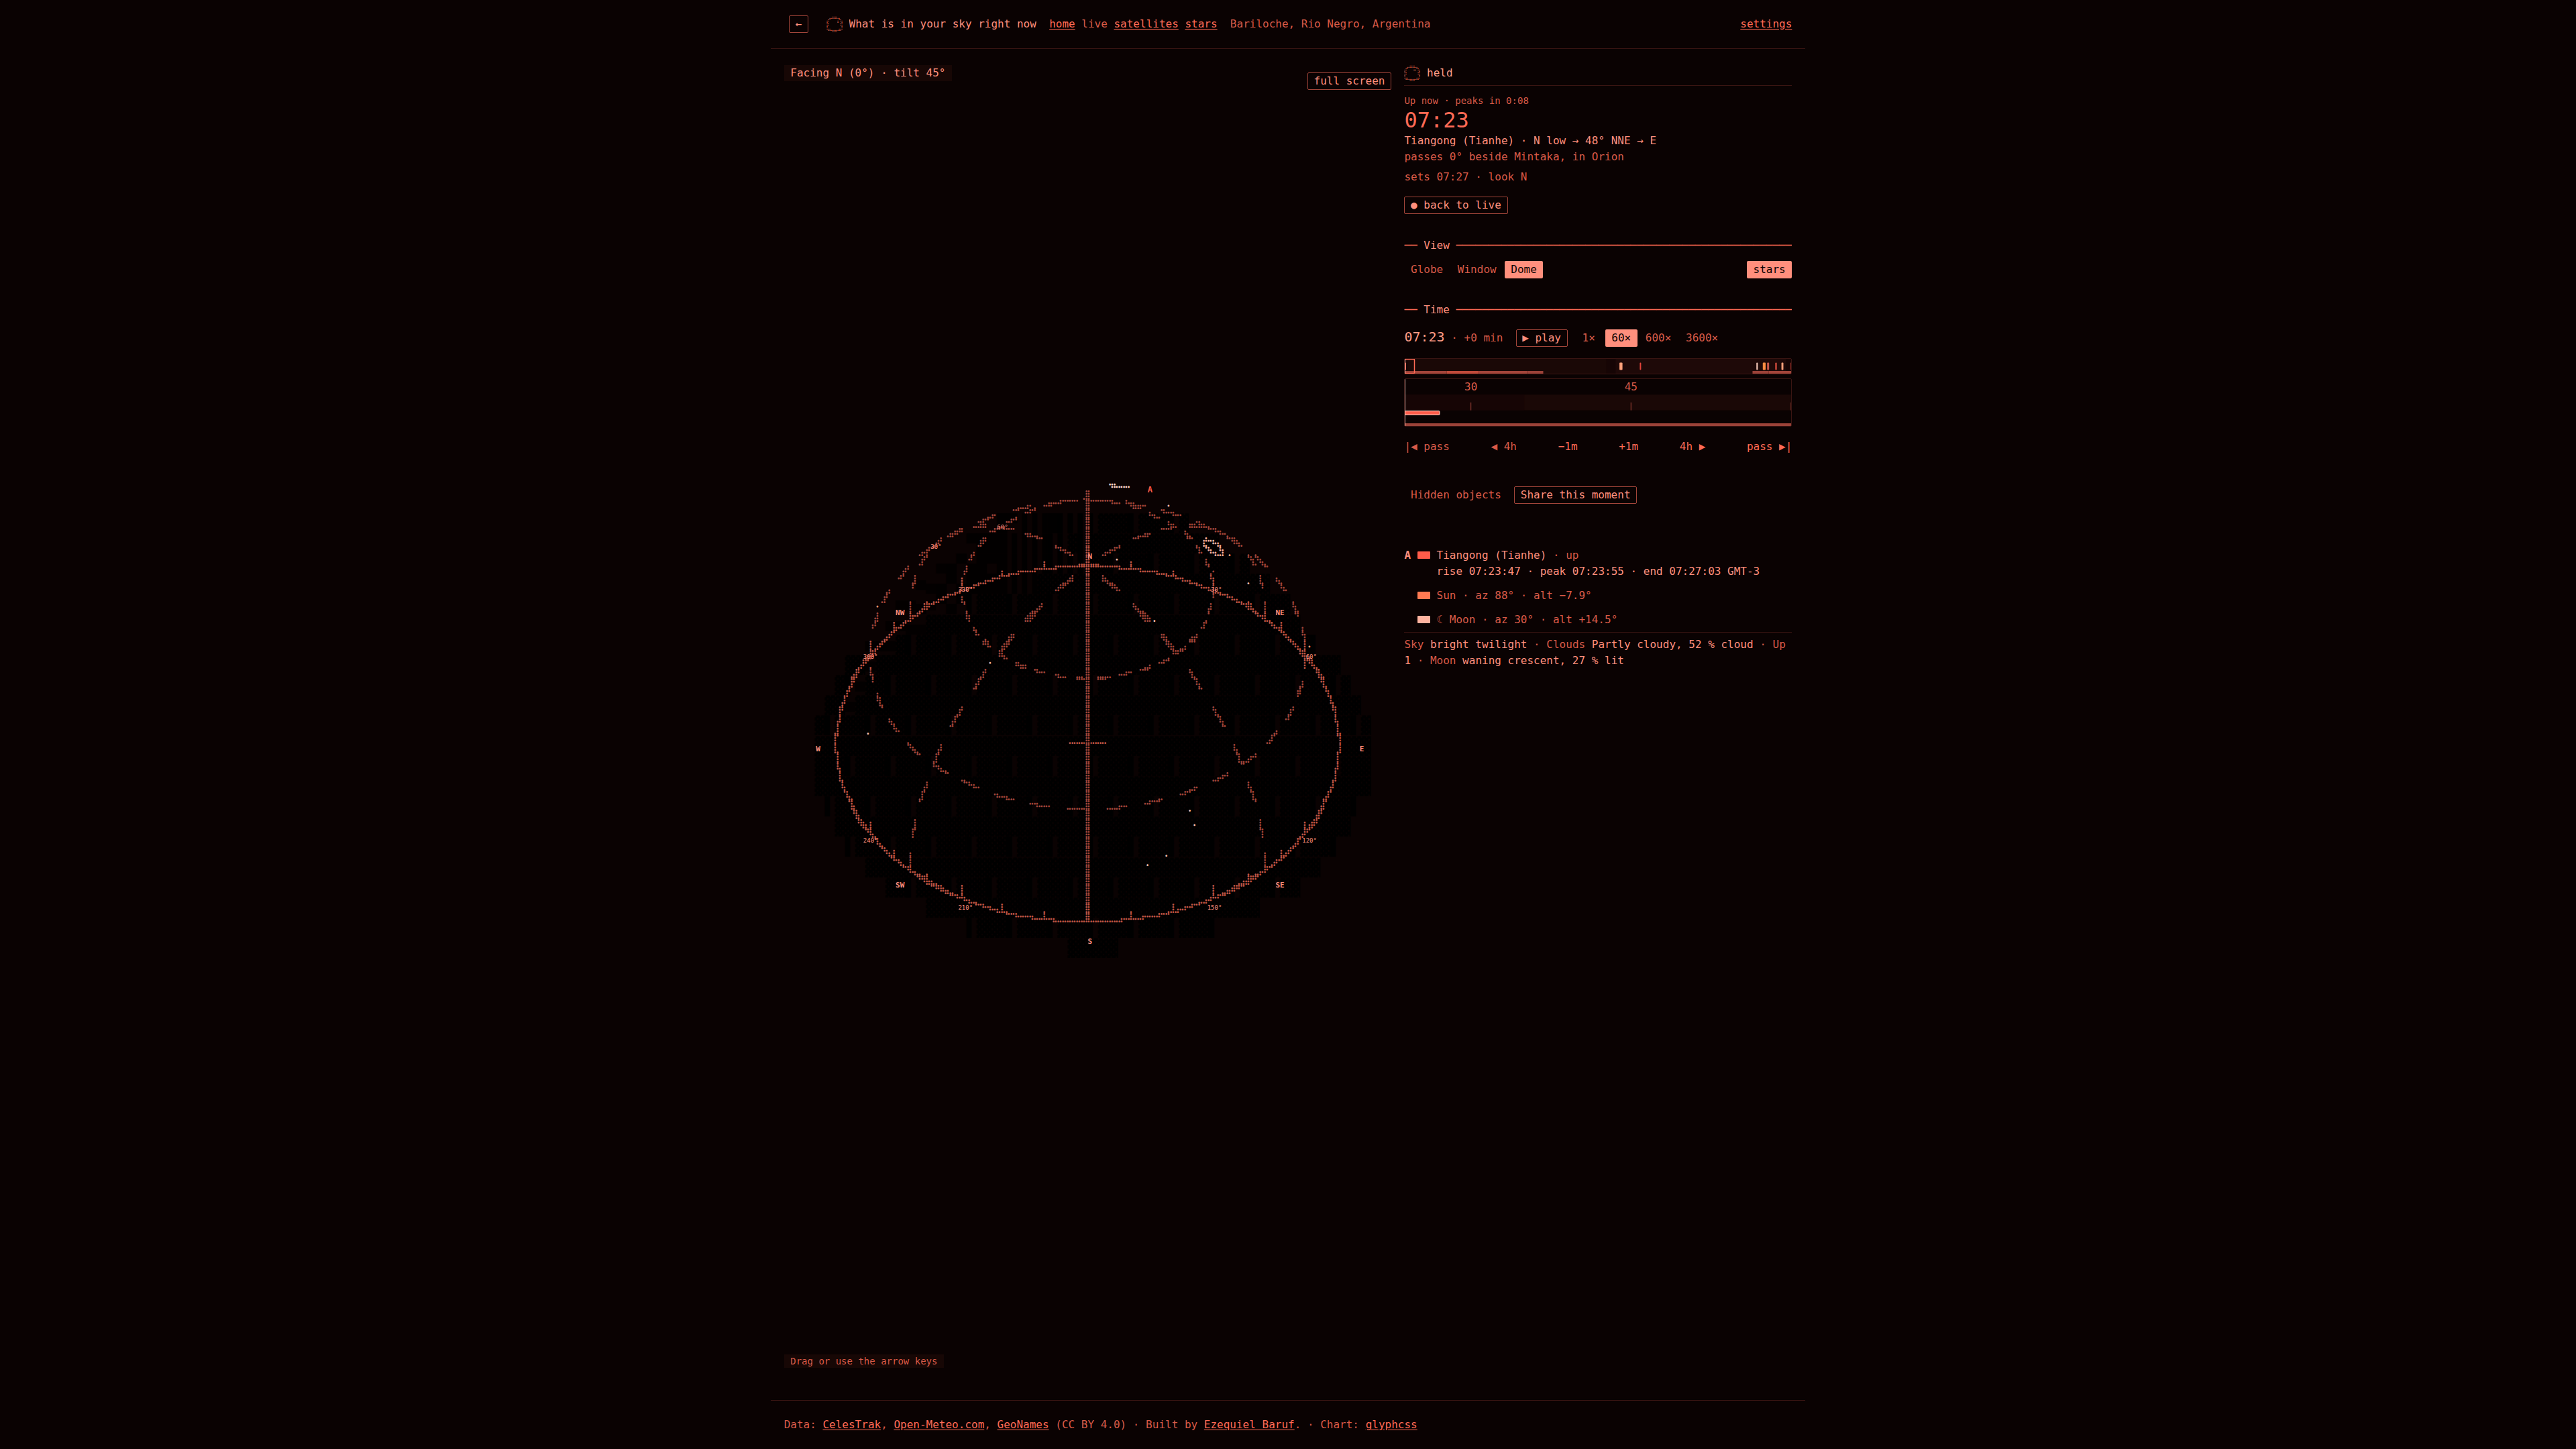 ← What is in your sky right now home live satellites stars Bariloche, Rio Negro, Argentina settings
Facing N (0°) · tilt 45°
full screen
held
Up now · peaks in 0:08
07:23
Tiangong (Tianhe) · N low → 48° NNE → E
passes 0° beside Mintaka, in Orion
sets 07:27 · look N
● back to live
View
Globe Window Dome stars
Time
07:23 · +0 min ▶ play 1× 60× 600× 3600×
30 45
|◀ pass ◀ 4h −1m +1m 4h ▶ pass ▶|
Hidden objects Share this moment
A Tiangong (Tianhe) · up
rise 07:23:47 · peak 07:23:55 · end 07:27:03 GMT-3
Sun · az 88° · alt −7.9°
☾ Moon · az 30° · alt +14.5°
Sky bright twilight · Clouds Partly cloudy, 52 % cloud · Up
1 · Moon waning crescent, 27 % lit
A
N
NW NE
W E
240° 120°
SW SE
210° 150°
S
Drag or use the arrow keys
Data: CelesTrak, Open-Meteo.com, GeoNames (CC BY 4.0) · Built by Ezequiel Baruf. · Chart: glyphcss